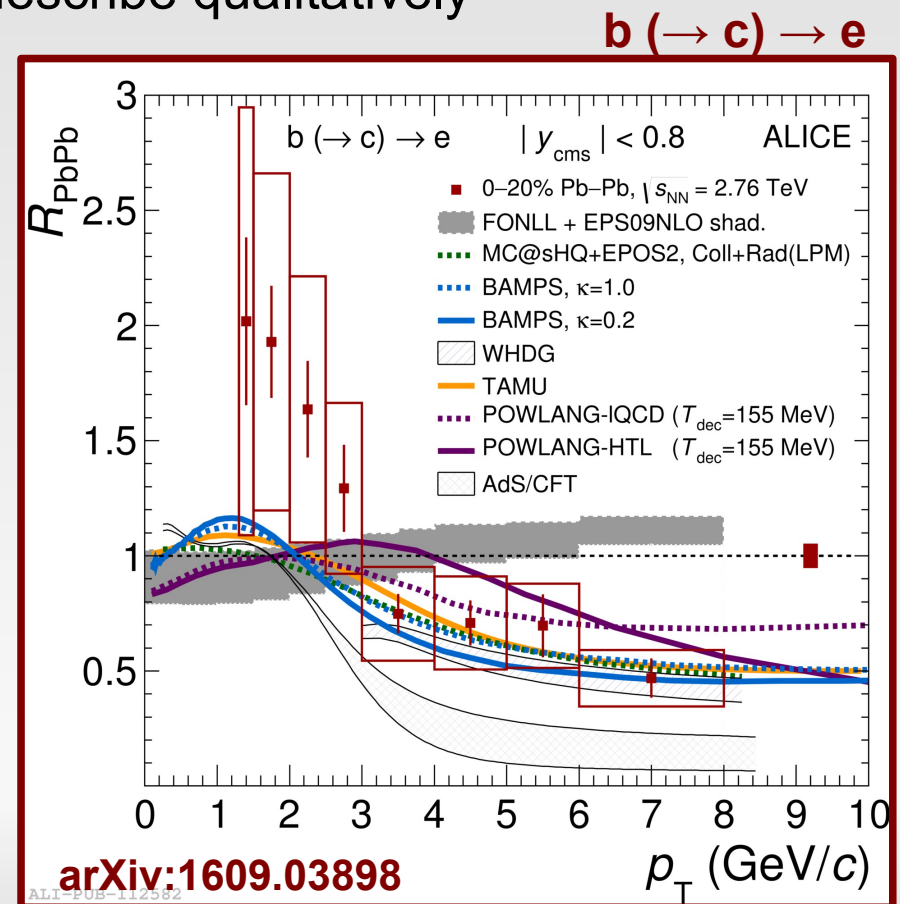 describe qualitatively
b (→ c) → e
3
2.5
2
1.5
1
0.5
R_PbPb
b (→ c) → e | y_cms | < 0.8 ALICE
0–20% Pb–Pb, √s_NN = 2.76 TeV
FONLL + EPS09NLO shad.
MC@sHQ+EPOS2, Coll+Rad(LPM)
BAMPS, κ=1.0
BAMPS, κ=0.2
WHDG
TAMU
POWLANG-lQCD (T_dec=155 MeV)
POWLANG-HTL (T_dec=155 MeV)
AdS/CFT
0 1 2 3 4 5 6 7 8 9 10
p_T (GeV/c)
arXiv:1609.03898
ALI-PUB-112582